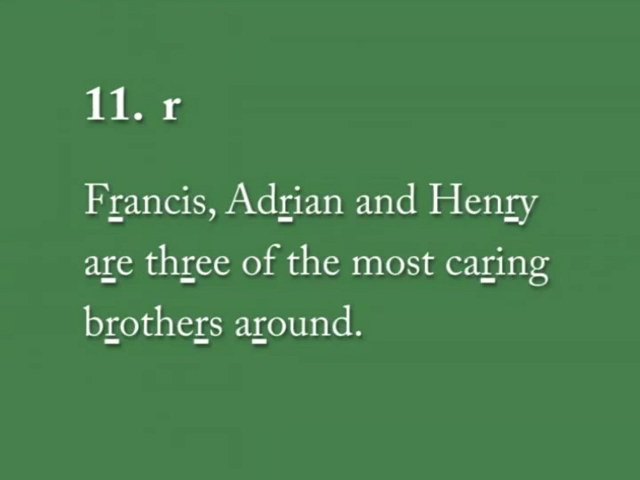 11. r
Francis, Adrian and Henry
are three of the most caring
brothers around.